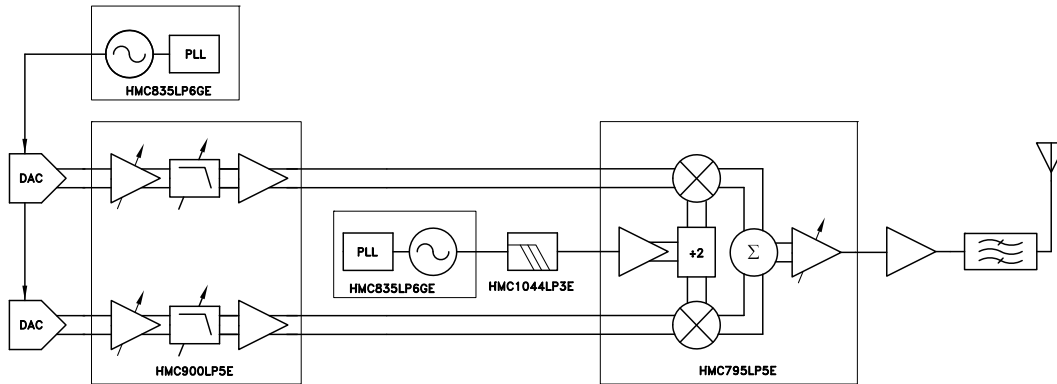 PLL
HMC835LP6GE
DAC
PLL
+2
Σ
HMC835LP6GE
HMC1044LP3E
DAC
HMC900LP5E
HMC795LP5E